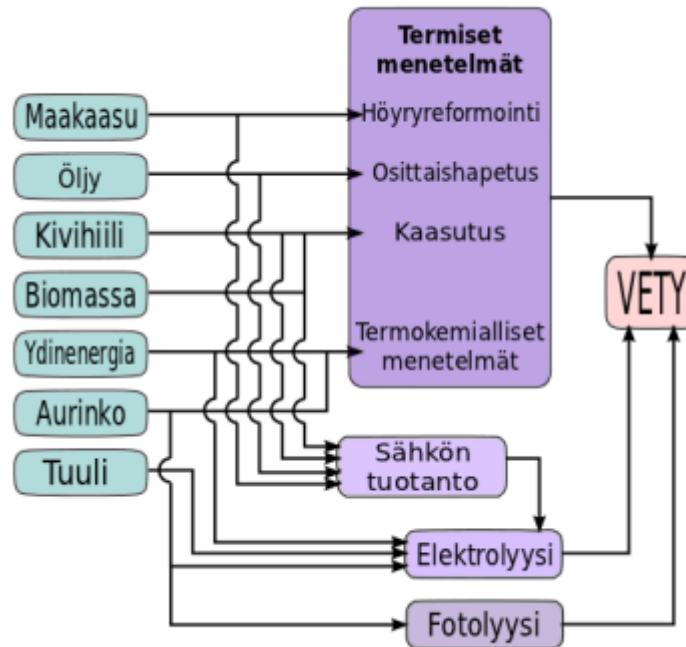 Termiset
menetelmät
Maakaasu
Höyryreformointi
Öljy
Osittaishapetus
Kivihiili
Kaasutus
Biomassa
VETY
Ydinenergia
Termokemialliset
menetelmät
Aurinko
Tuuli
Sähkön
tuotanto
Elektrolyysi
Fotolyysi